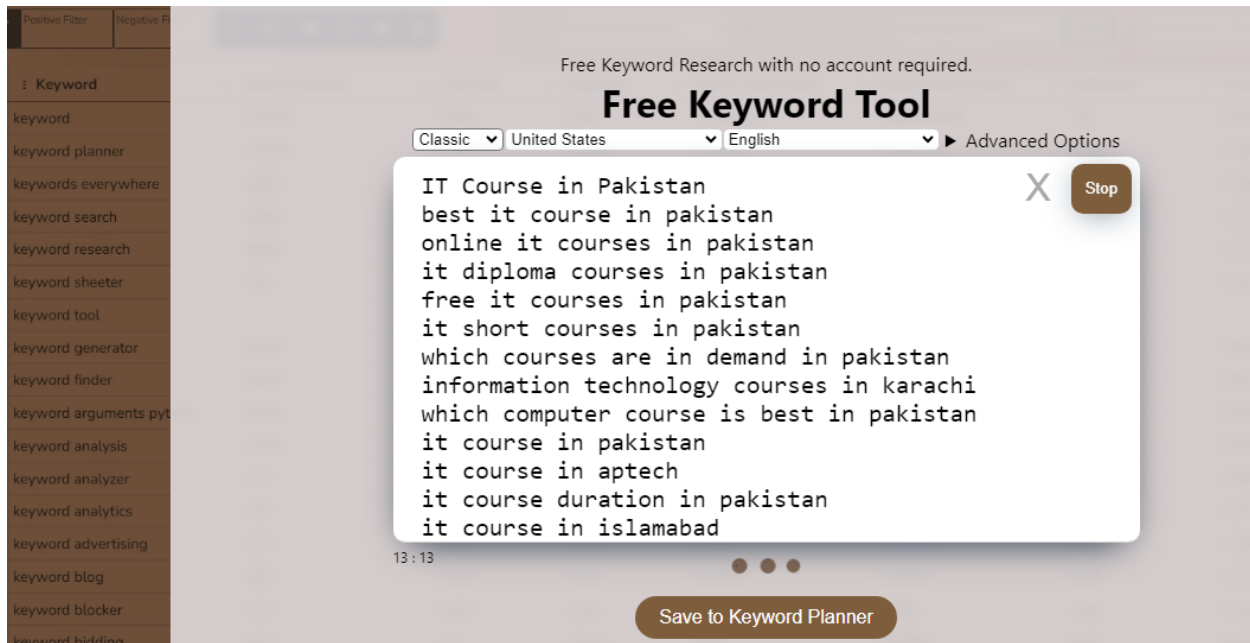 Positive Filter
Negative Fi
Keyword
keyword
keyword planner
keywords everywhere
keyword search
keyword research
keyword sheeter
keyword tool
keyword generator
keyword finder
keyword arguments pyt
keyword analysis
keyword analyzer
keyword analytics
keyword advertising
keyword blog
keyword blocker
keyword bidding
Free Keyword Research with no account required.
Free Keyword Tool
Classic United States English ▶ Advanced Options
IT Course in Pakistan
X Stop
best it course in pakistan
online it courses in pakistan
it diploma courses in pakistan
free it courses in pakistan
it short courses in pakistan
which courses are in demand in pakistan
information technology courses in karachi
which computer course is best in pakistan
it course in pakistan
it course in aptech
it course duration in pakistan
it course in islamabad
13 : 13
Save to Keyword Planner